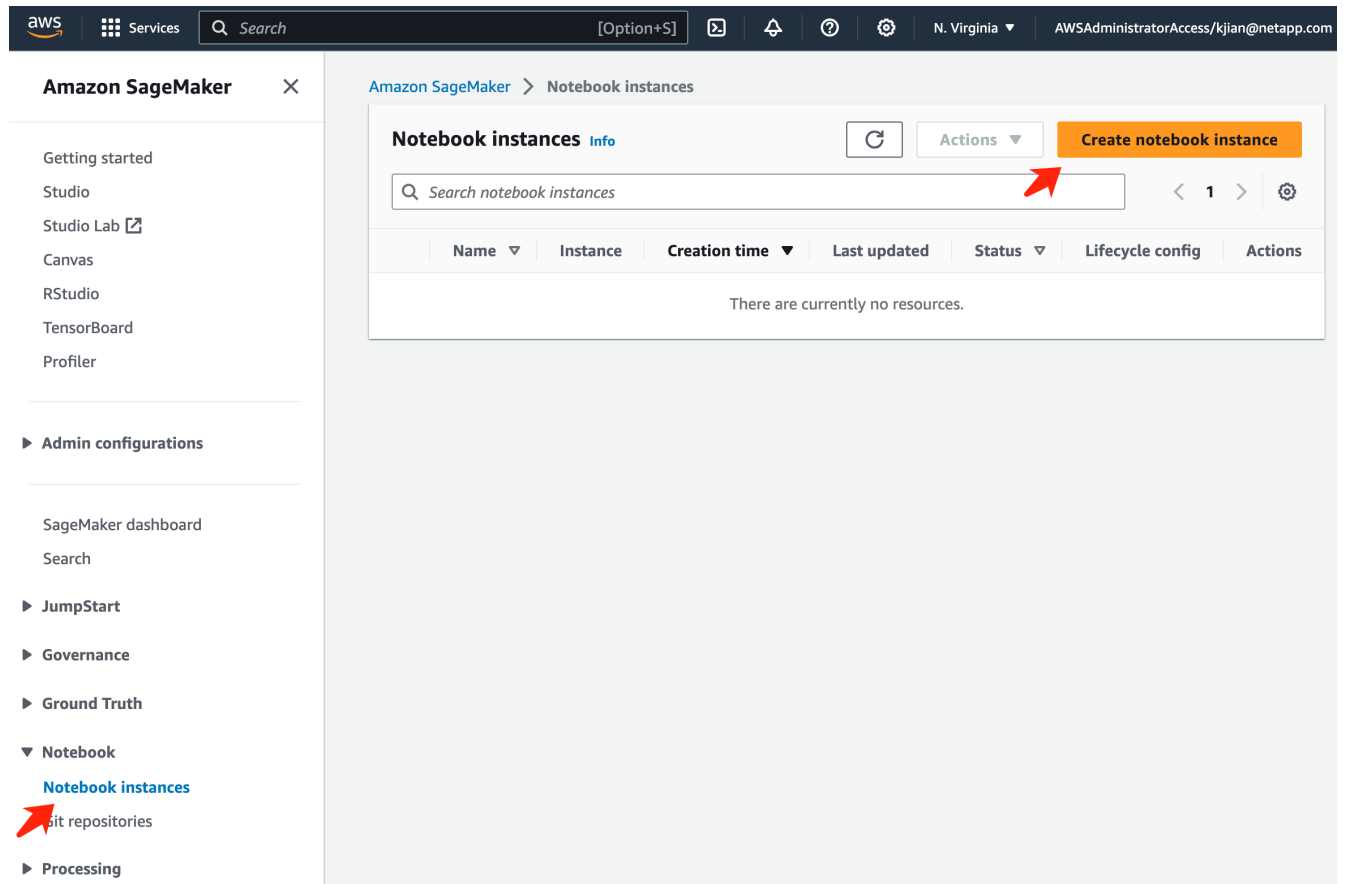 aws
Services
Search
[Option+S]
N. Virginia
AWSAdministratorAccess/kjian@netapp.com
Amazon SageMaker
Getting started
Studio
Studio Lab
Canvas
RStudio
TensorBoard
Profiler
Admin configurations
SageMaker dashboard
Search
JumpStart
Governance
Ground Truth
Notebook
Notebook instances
Git repositories
Processing
Amazon SageMaker > Notebook instances
Notebook instances Info
Actions
Create notebook instance
Search notebook instances
1
Name Instance Creation time Last updated Status Lifecycle config Actions
There are currently no resources.